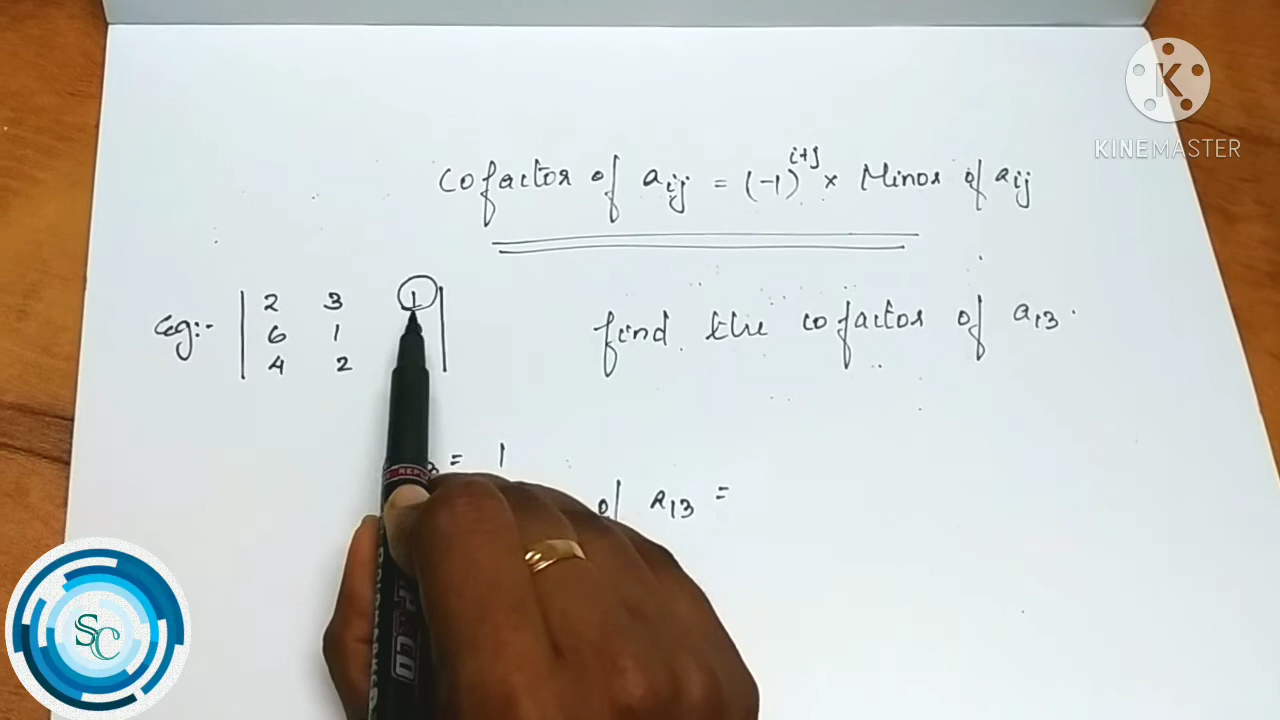 KINEMASTER
Cofactor of aij = (-1)^i+j × Minor of aij
eg:- 2 3 1
6 1
4 2
find the cofactor of a13.
= 1
of a13 =
SC